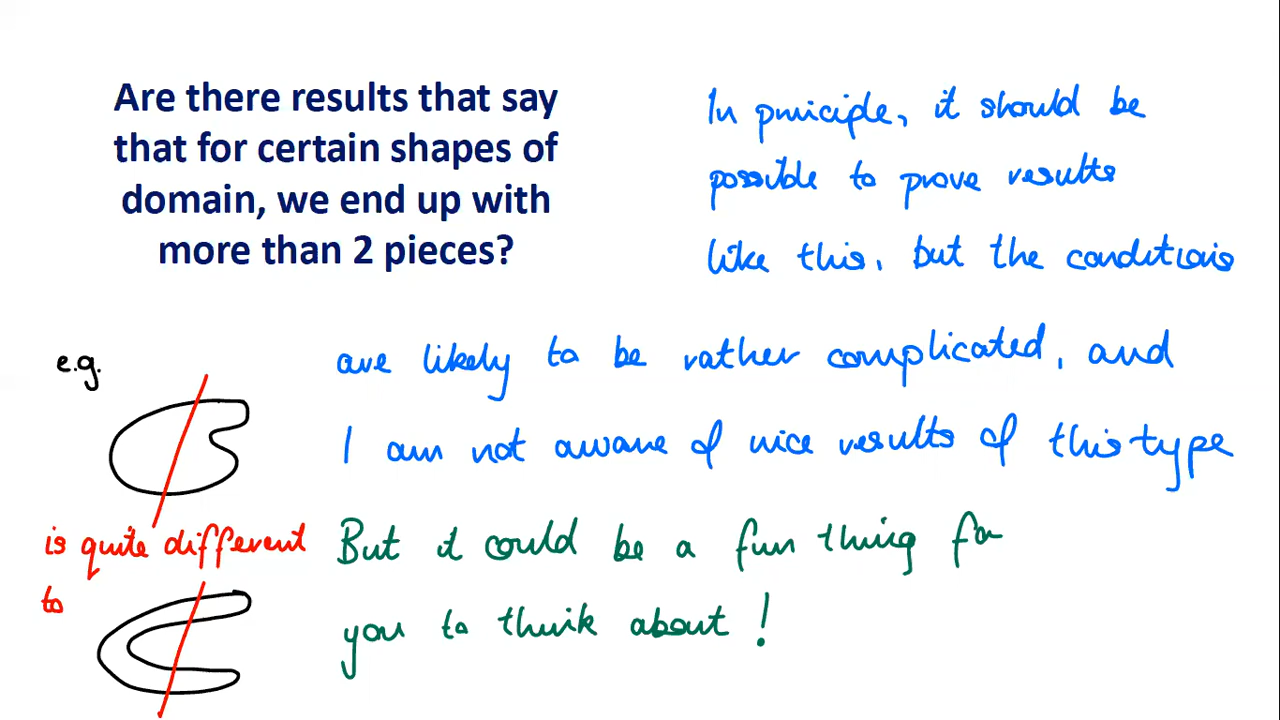 Are there results that say
that for certain shapes of
domain, we end up with
more than 2 pieces?
In principle, it should be
possible to prove results
like this, but the conditions
are likely to be rather complicated, and
I am not aware of nice results of this type
But it could be a fun thing for
you to think about!
e.g.
is quite different
to